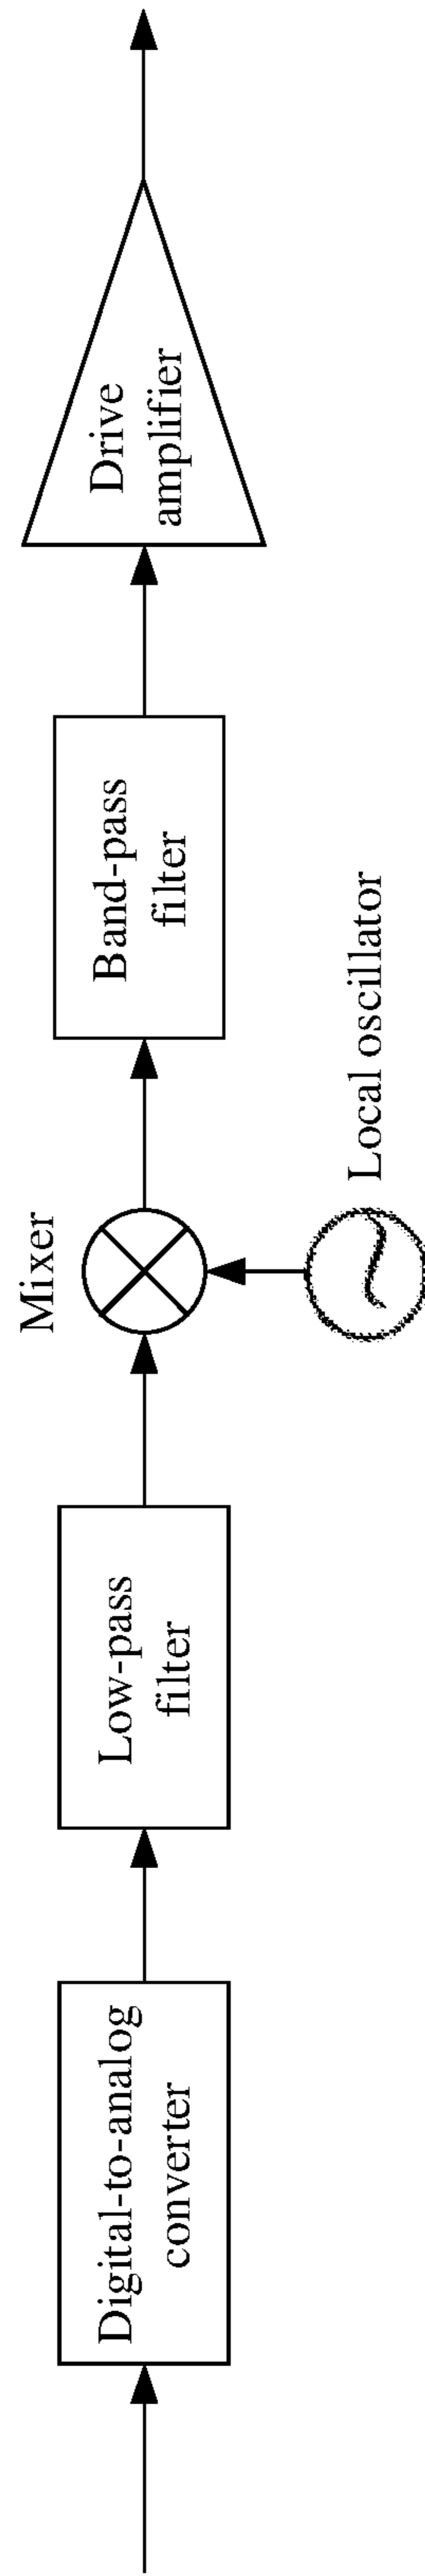 Digital-to-analog
converter
Low-pass
filter
Mixer
Local oscillator
Band-pass
filter
Drive
amplifier